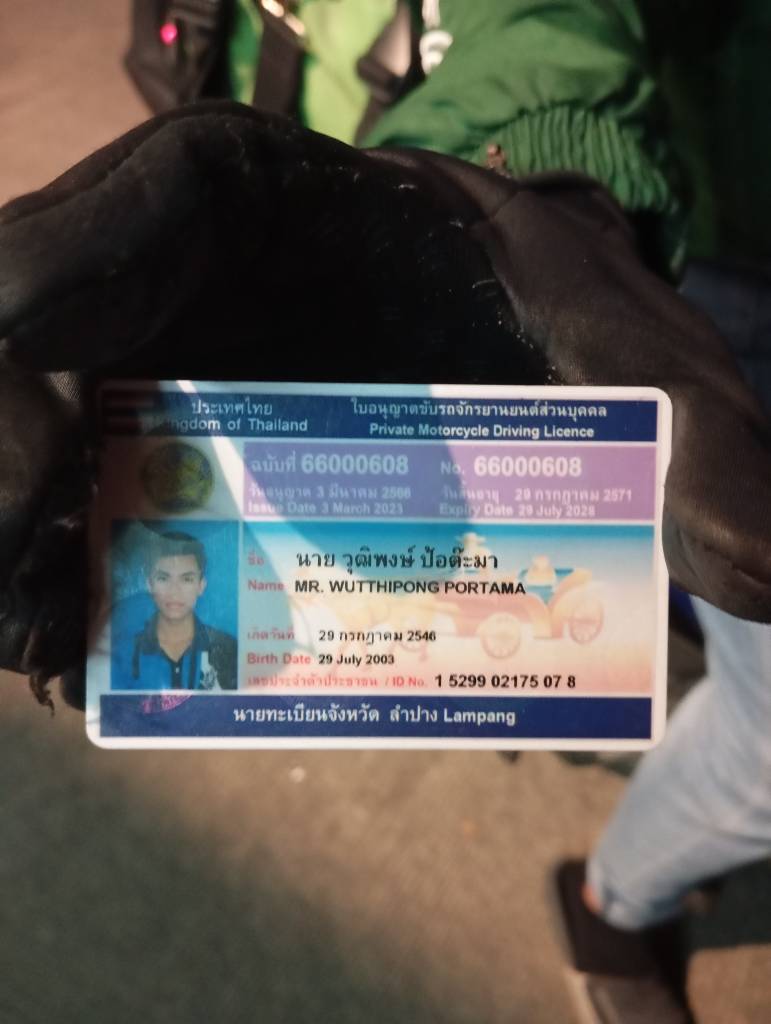 ประเทศไทย
Kingdom of Thailand
ใบอนุญาตขับรถจักรยานยนต์ส่วนบุคคล
Private Motorcycle Driving Licence
ฉบับที่ 66000608
No. 66000608
วันอนุญาต 3 มีนาคม 2566
Issue Date 3 March 2023
วันสิ้นอายุ 29 กรกฎาคม 2571
Expiry Date 29 July 2028
ชื่อ นาย วุฒิพงษ์ ป้อต๊ะมา
Name MR. WUTTHIPONG PORTAMA
เกิดวันที่ 29 กรกฎาคม 2546
Birth Date 29 July 2003
เลขประจำตัวประชาชน / ID No. 1 5299 02175 07 8
นายทะเบียนจังหวัด ลำปาง Lampang